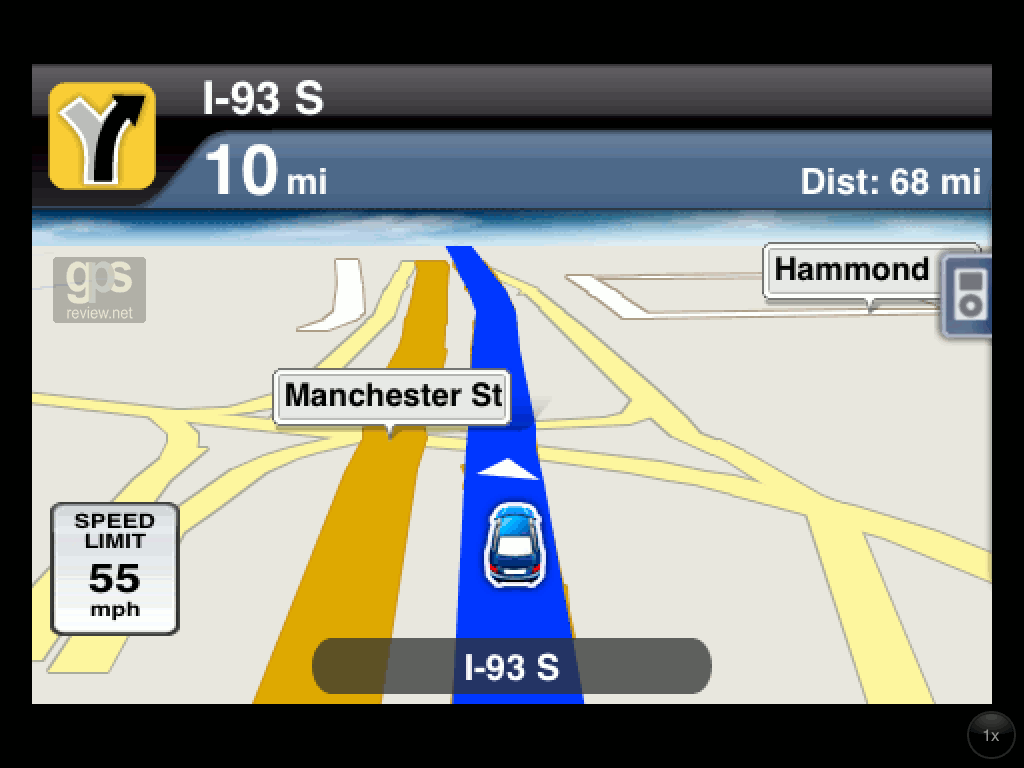 I-93 S
10 mi
Dist: 68 mi
gps
review.net
Hammond
Manchester St
SPEED
LIMIT
55
mph
I-93 S
1x